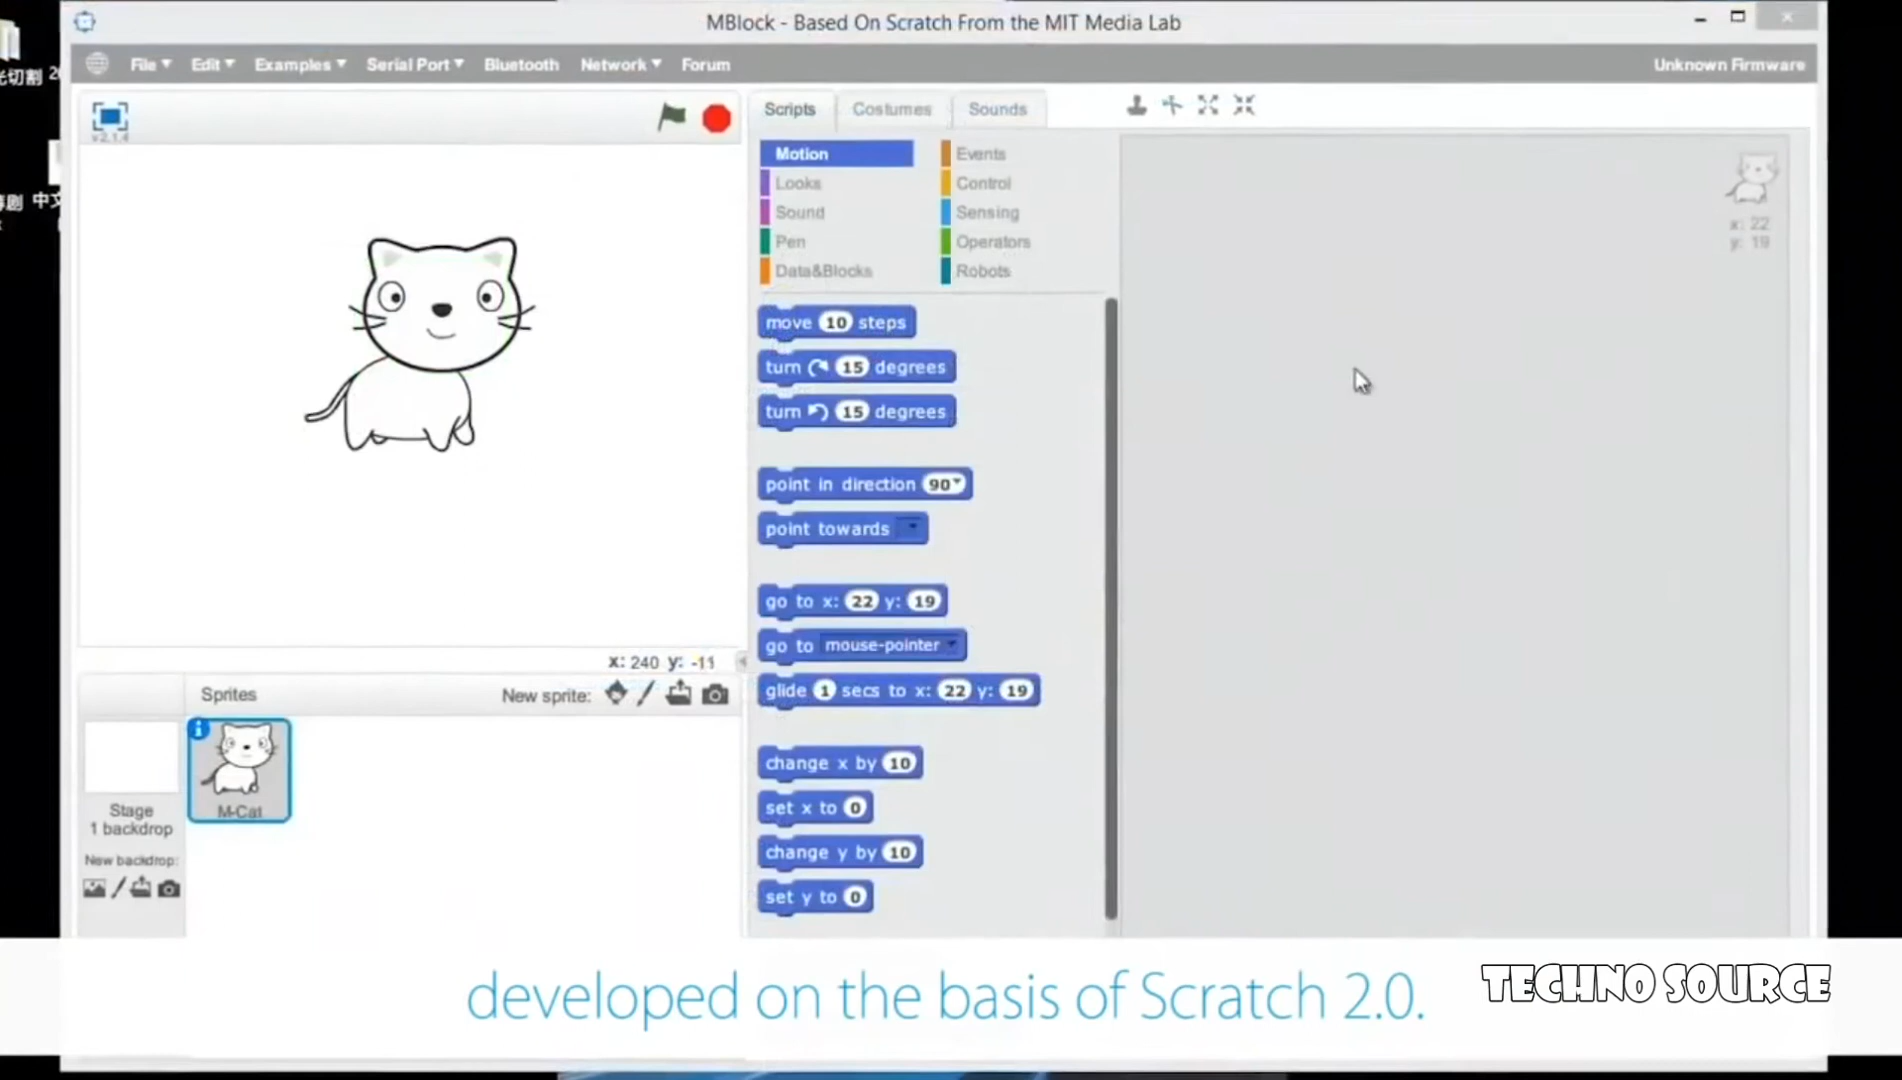 MBlock - Based On Scratch From the MIT Media Lab
File Edit Examples Serial Port Bluetooth Network Forum
Unknown Firmware
v2.1.4
Scripts
Costumes
Sounds
Motion
Looks
Sound
Pen
Data&Blocks
Events
Control
Sensing
Operators
Robots
x: 22
y: 19
move 10 steps
turn 15 degrees
turn 15 degrees
point in direction 90
point towards
go to x: 22 y: 19
go to mouse-pointer
glide 1 secs to x: 22 y: 19
change x by 10
set x to 0
change y by 10
set y to 0
x: 240 y: -11
Sprites
New sprite:
M-Cat
Stage
1 backdrop
New backdrop:
developed on the basis of Scratch 2.0.
TECHNO SOURCE